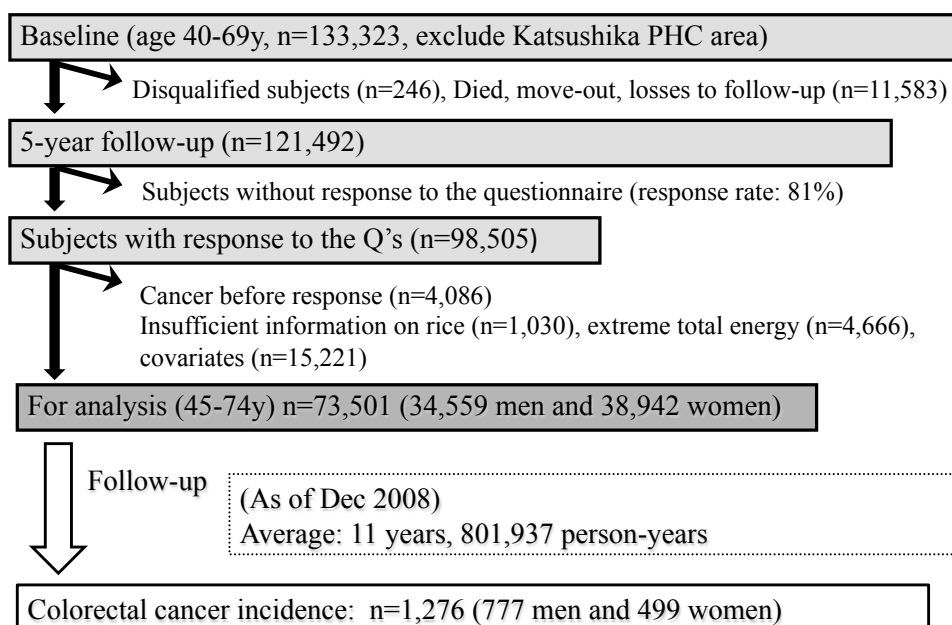 Baseline (age 40-69y, n=133,323, exclude Katsushika PHC area)
Disqualified subjects (n=246), Died, move-out, losses to follow-up (n=11,583)
5-year follow-up (n=121,492)
Subjects without response to the questionnaire (response rate: 81%)
Subjects with response to the Q's (n=98,505)
Cancer before response (n=4,086)
Insufficient information on rice (n=1,030), extreme total energy (n=4,666),
covariates (n=15,221)
For analysis (45-74y) n=73,501 (34,559 men and 38,942 women)
Follow-up
(As of Dec 2008)
Average: 11 years, 801,937 person-years
Colorectal cancer incidence: n=1,276 (777 men and 499 women)